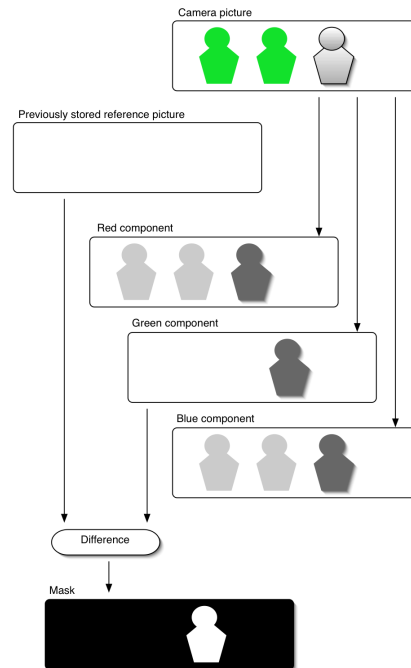 Camera picture
Previously stored reference picture
Red component
Green component
Blue component
Difference
Mask